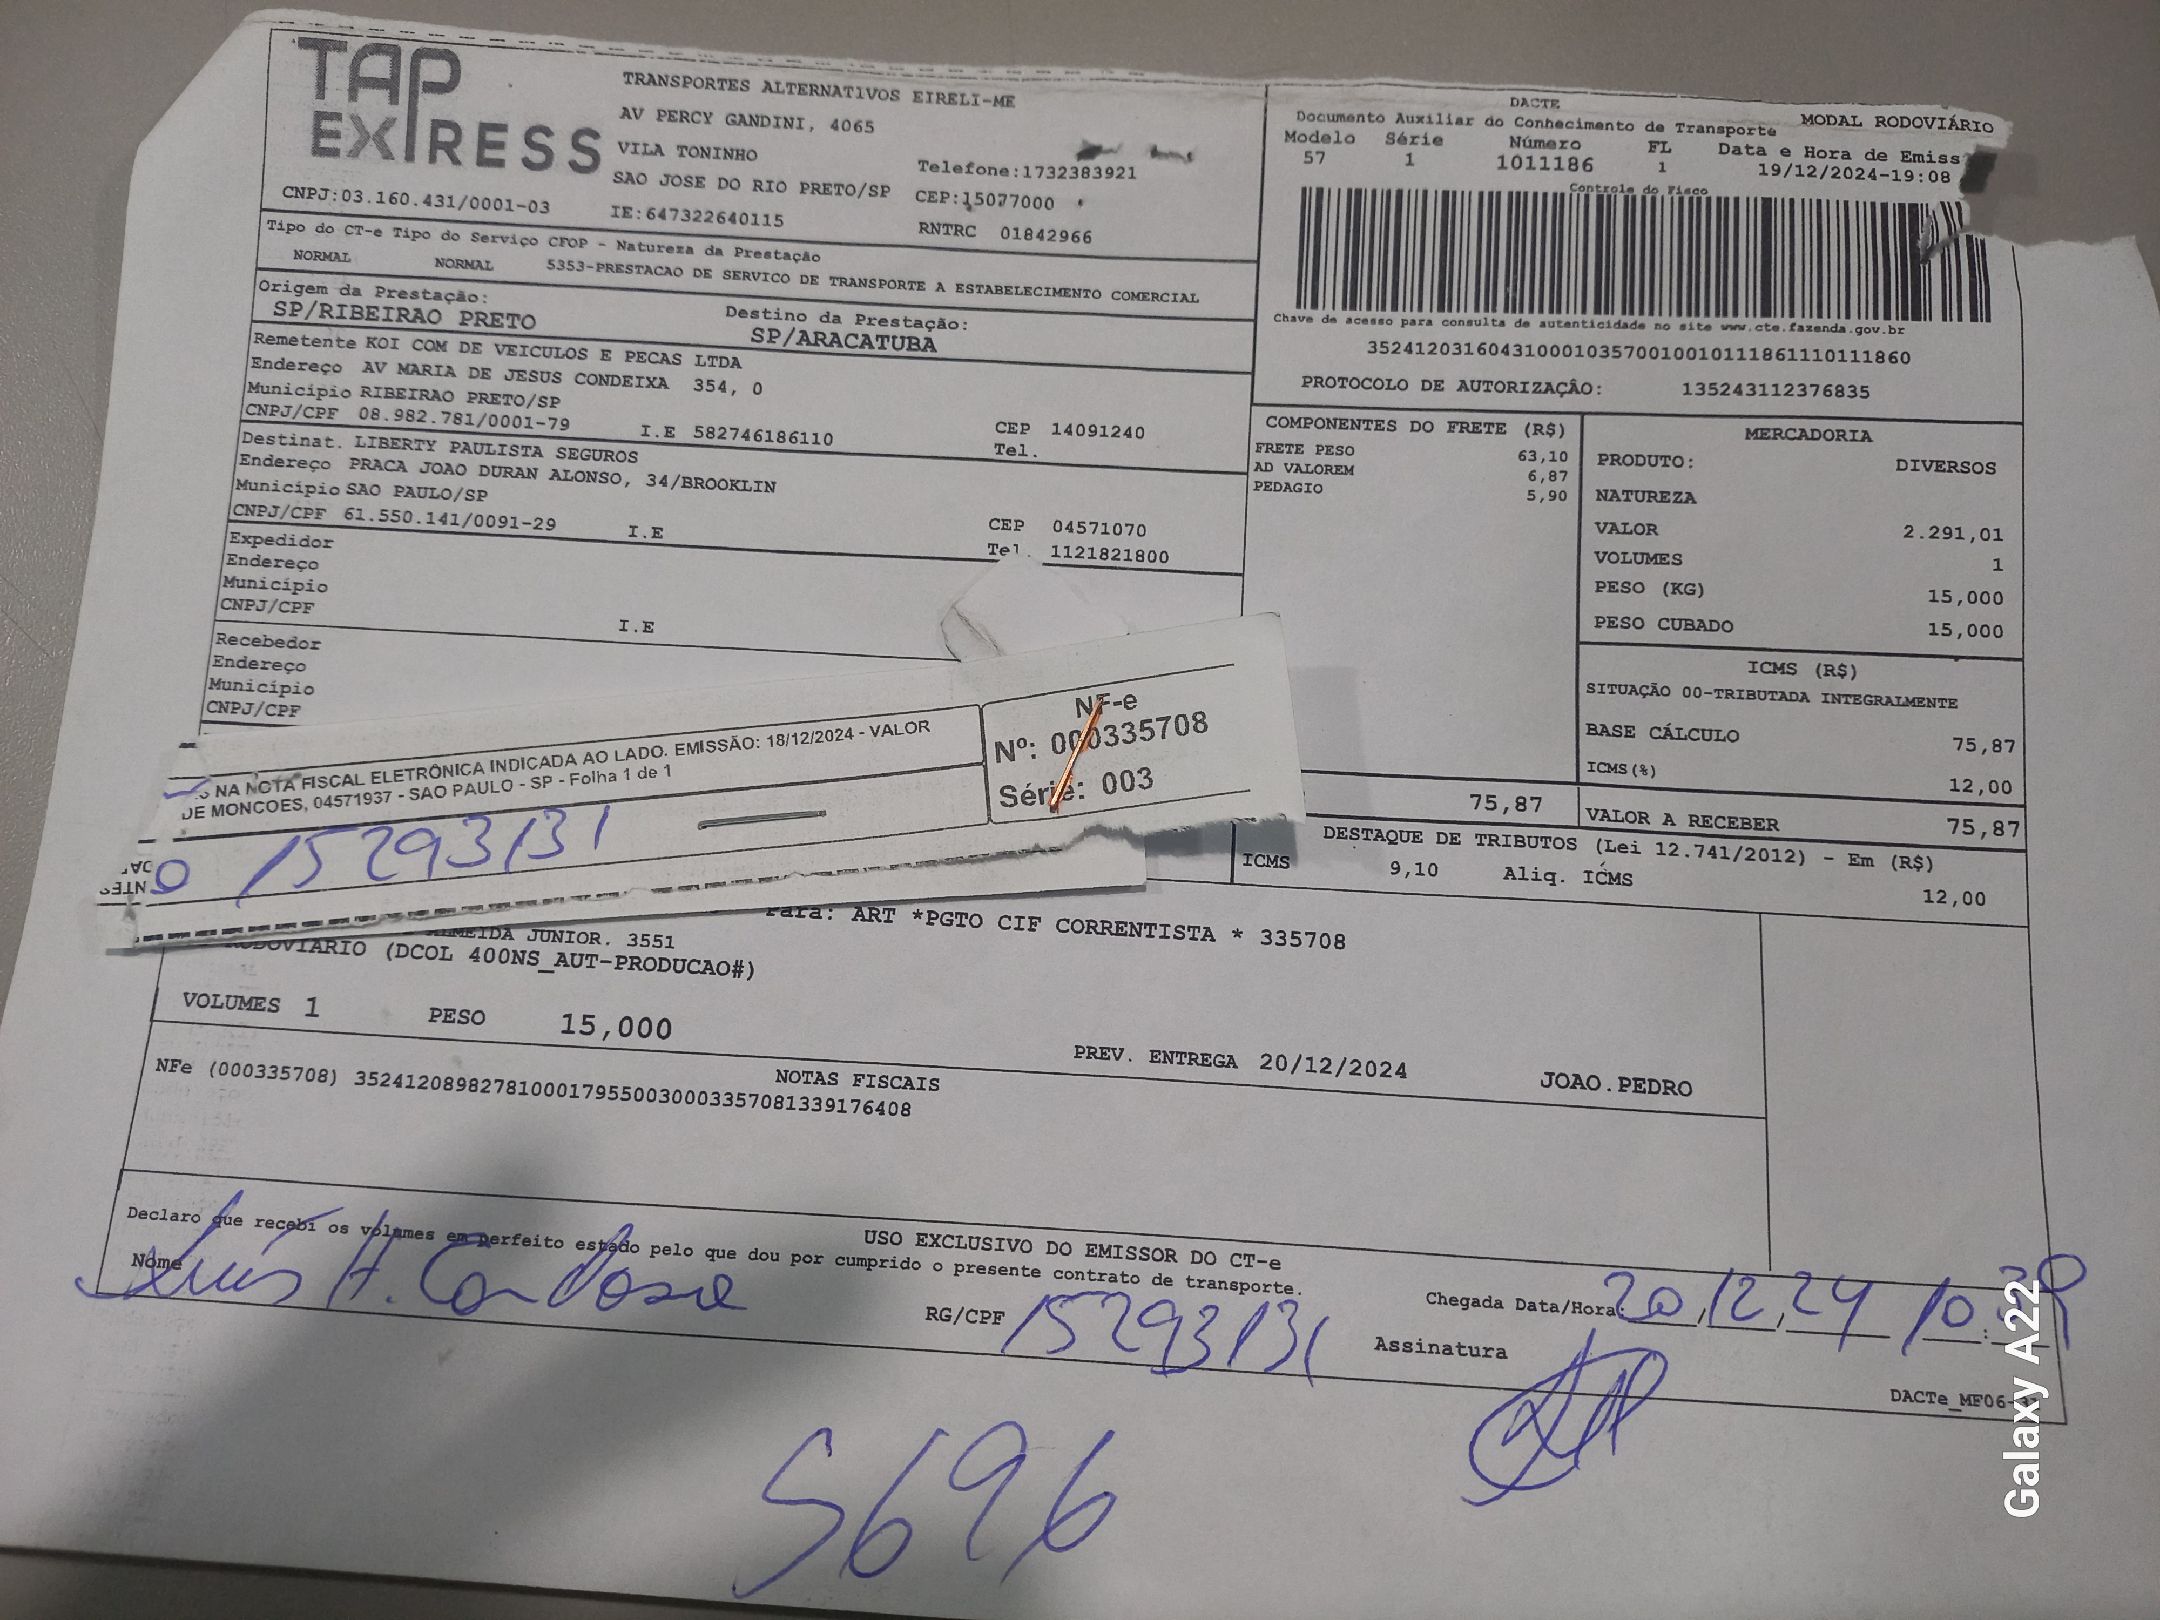 TAP EXPRESS
TRANSPORTES ALTERNATIVOS EIRELI-ME
AV PERCY GANDINI, 4065
VILA TONINHO
SAO JOSE DO RIO PRETO/SP
Telefone:1732383921
CEP:15077000
CNPJ:03.160.431/0001-03
IE:647322640115
RNTRC 01842966
DACTE
Documento Auxiliar do Conhecimento de Transporte
MODAL RODOVIÁRIO
Modelo Série Número FL Data e Hora de Emiss
57 1 1011186 1 19/12/2024-19:08
Controle do Fisco
Chave de acesso para consulta de autenticidade no site www.cte.fazenda.gov.br
35241203160431000103570010010111861110111860
PROTOCOLO DE AUTORIZAÇÃO: 135243112376835
Tipo do CT-e Tipo do Serviço CFOP - Natureza da Prestação
NORMAL NORMAL 5353-PRESTACAO DE SERVICO DE TRANSPORTE A ESTABELECIMENTO COMERCIAL
Origem da Prestação:
SP/RIBEIRAO PRETO
Destino da Prestação:
SP/ARACATUBA
Remetente KOI COM DE VEICULOS E PECAS LTDA
Endereço AV MARIA DE JESUS CONDEIXA 354, 0
Município RIBEIRAO PRETO/SP
CNPJ/CPF 08.982.781/0001-79 I.E 582746186110
CEP 14091240
Tel.
Destinat. LIBERTY PAULISTA SEGUROS
Endereço PRACA JOAO DURAN ALONSO, 34/BROOKLIN
Município SAO PAULO/SP
CNPJ/CPF 61.550.141/0091-29 I.E
CEP 04571070
Tel. 1121821800
Expedidor
Endereço
Município
CNPJ/CPF I.E
Recebedor
Endereço
Município
CNPJ/CPF
COMPONENTES DO FRETE (R$)
FRETE PESO 63,10
AD VALOREM 6,87
PEDAGIO 5,90
MERCADORIA
PRODUTO: DIVERSOS
NATUREZA
VALOR 2.291,01
VOLUMES 1
PESO (KG) 15,000
PESO CUBADO 15,000
ICMS (R$)
SITUAÇÃO 00-TRIBUTADA INTEGRALMENTE
BASE CÁLCULO 75,87
ICMS(%) 12,00
75,87
VALOR A RECEBER 75,87
DESTAQUE DE TRIBUTOS (Lei 12.741/2012) - Em (R$)
ICMS 9,10 Aliq. ICMS 12,00
NA NOTA FISCAL ELETRÔNICA INDICADA AO LADO. EMISSÃO: 18/12/2024 - VALOR
DE MONCOES, 04571937 - SAO PAULO - SP - Folha 1 de 1
NF-e
Nº: 000335708
Série: 003
15293131
Para: ART *PGTO CIF CORRENTISTA * 335708
ALMEIDA JUNIOR. 3551
RODOVIARIO (DCOL 400NS_AUT-PRODUCAO#)
VOLUMES 1 PESO 15,000
PREV. ENTREGA 20/12/2024 JOAO.PEDRO
NOTAS FISCAIS
NFe (000335708) 35241208982781000179550030003357081339176408
USO EXCLUSIVO DO EMISSOR DO CT-e
Declaro que recebi os volumes em perfeito estado pelo que dou por cumprido o presente contrato de transporte.
Nome Luis H. Cardoso
RG/CPF 15293131
Chegada Data/Hora: 20,12,24 10:
Assinatura
DACTe_MF06
5696
Galaxy A22